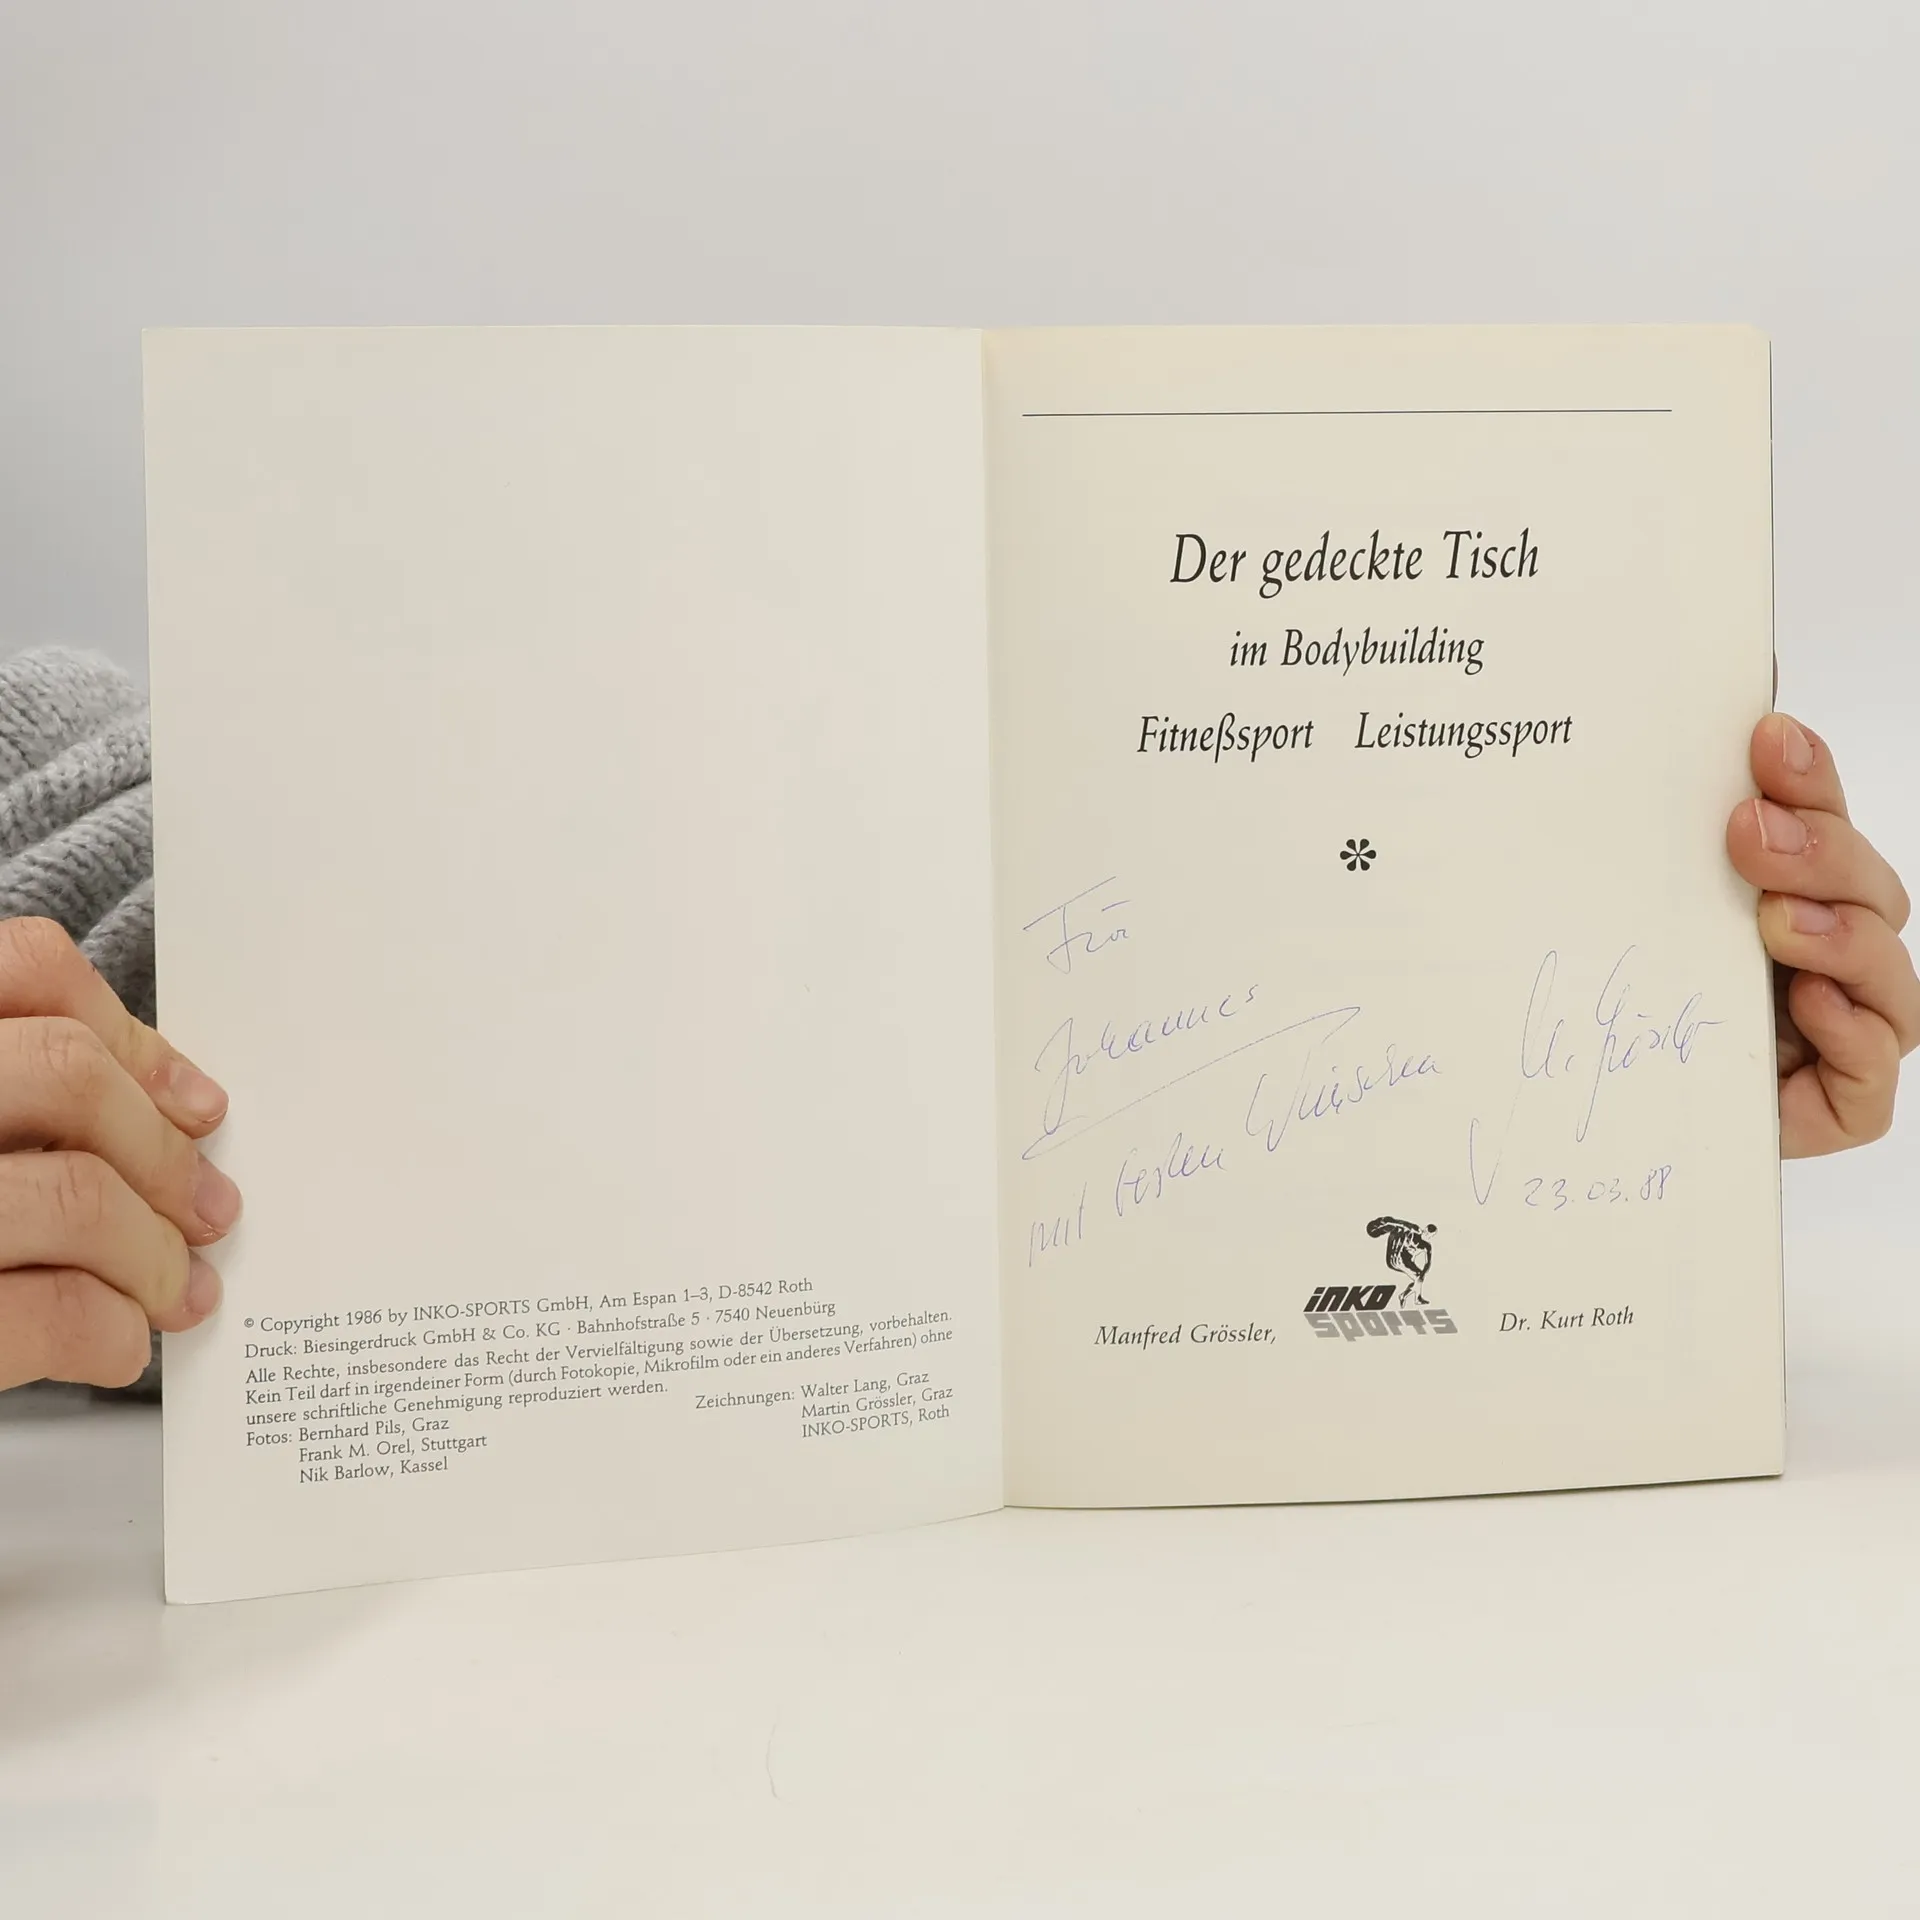 © Copyright 1986 by INKO-SPORTS GmbH, Am Espan 1–3, D-8542 Roth
Druck: Biesingerdruck GmbH & Co. KG · Bahnhofstraße 5 · 7540 Neuenbürg
Alle Rechte, insbesondere das Recht der Vervielfältigung sowie der Übersetzung, vorbehalten.
Kein Teil darf in irgendeiner Form (durch Fotokopie, Mikrofilm oder ein anderes Verfahren) ohne
unsere schriftliche Genehmigung reproduziert werden.
Fotos: Bernhard Pils, Graz
Frank M. Orel, Stuttgart
Nik Barlow, Kassel
Zeichnungen: Walter Lang, Graz
Martin Grössler, Graz
INKO-SPORTS, Roth
Der gedeckte Tisch
im Bodybuilding
Fitneßsport Leistungssport
*
Für
Johannes
mit besten Wünschen
M. Grössler
23.03.88
Manfred Grössler,
INKO
SPORTS
Dr. Kurt Roth